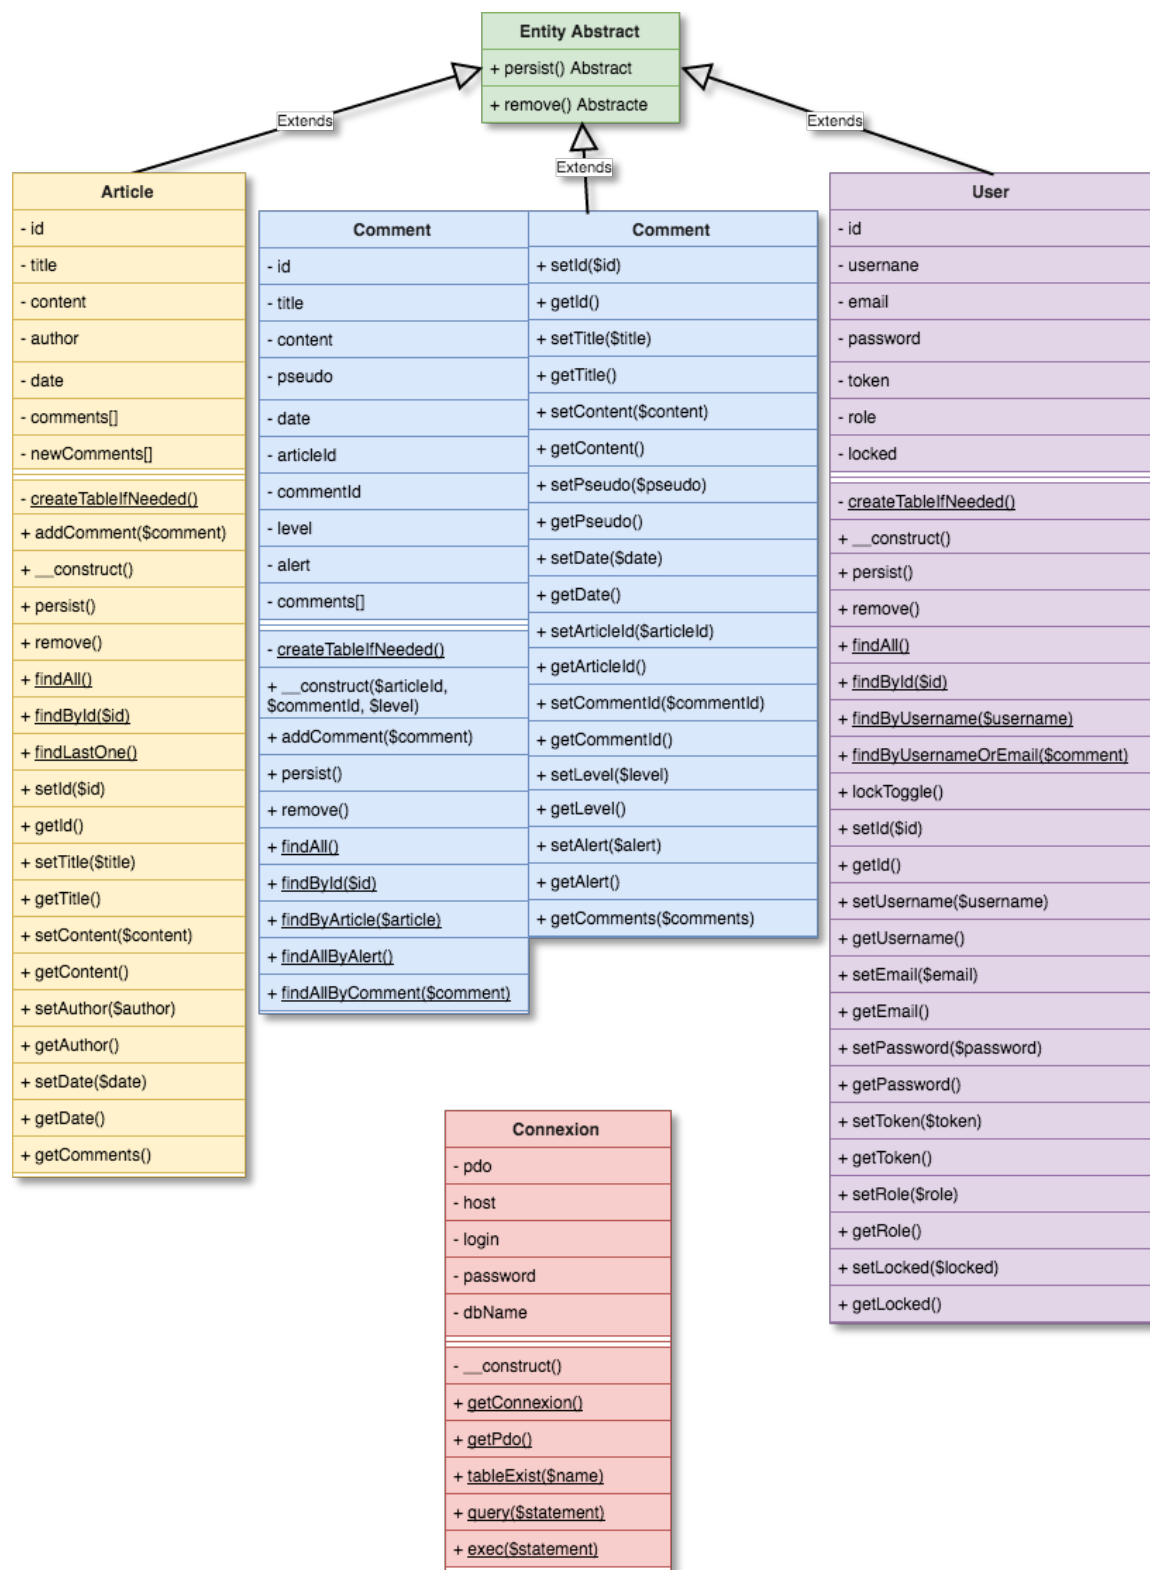 Entity Abstract
+ persist() Abstract
+ remove() Abstracte
Extends
Extends
Extends
Article
- id
- title
- content
- author
- date
- comments[]
- newComments[]
- createTableIfNeeded()
+ addComment($comment)
+ __construct()
+ persist()
+ remove()
+ findAll()
+ findById($id)
+ findLastOne()
+ setId($id)
+ getId()
+ setTitle($title)
+ getTitle()
+ setContent($content)
+ getContent()
+ setAuthor($author)
+ getAuthor()
+ setDate($date)
+ getDate()
+ getComments()
Comment
- id
- title
- content
- pseudo
- date
- articleId
- commentId
- level
- alert
- comments[]
- createTableIfNeeded()
+ __construct($articleId,
$commentId, $level)
+ addComment($comment)
+ persist()
+ remove()
+ findAll()
+ findById($id)
+ findByArticle($article)
+ findAllByAlert()
+ findAllByComment($comment)
Comment
+ setId($id)
+ getId()
+ setTitle($title)
+ getTitle()
+ setContent($content)
+ getContent()
+ setPseudo($pseudo)
+ getPseudo()
+ setDate($date)
+ getDate()
+ setArticleId($articleId)
+ getArticleId()
+ setCommentId($commentId)
+ getCommentId()
+ setLevel($level)
+ getLevel()
+ setAlert($alert)
+ getAlert()
+ getComments($comments)
User
- id
- usernane
- email
- password
- token
- role
- locked
- createTableIfNeeded()
+ __construct()
+ persist()
+ remove()
+ findAll()
+ findById($id)
+ findByUsername($username)
+ findByUsernameOrEmail($comment)
+ lockToggle()
+ setId($id)
+ getId()
+ setUsername($username)
+ getUsername()
+ setEmail($email)
+ getEmail()
+ setPassword($password)
+ getPassword()
+ setToken($token)
+ getToken()
+ setRole($role)
+ getRole()
+ setLocked($locked)
+ getLocked()
Connexion
- pdo
- host
- login
- password
- dbName
- __construct()
+ getConnexion()
+ getPdo()
+ tableExist($name)
+ query($statement)
+ exec($statement)